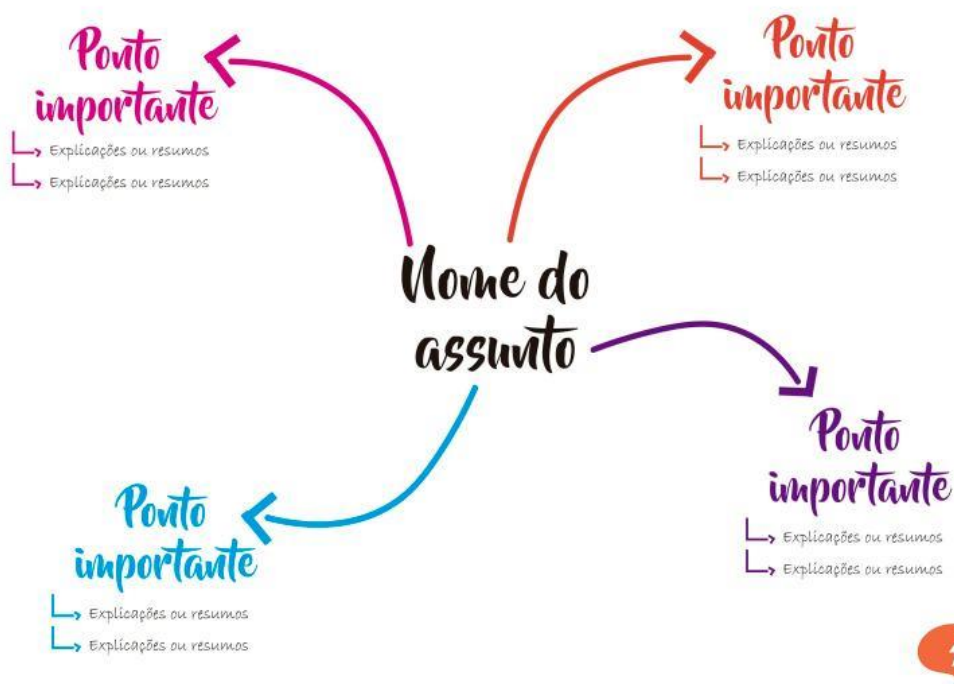 Ponto
importante
Explicações ou resumos
Explicações ou resumos
Ponto
importante
Explicações ou resumos
Explicações ou resumos
Nome do
assunto
Ponto
importante
Explicações ou resumos
Explicações ou resumos
Ponto
importante
Explicações ou resumos
Explicações ou resumos